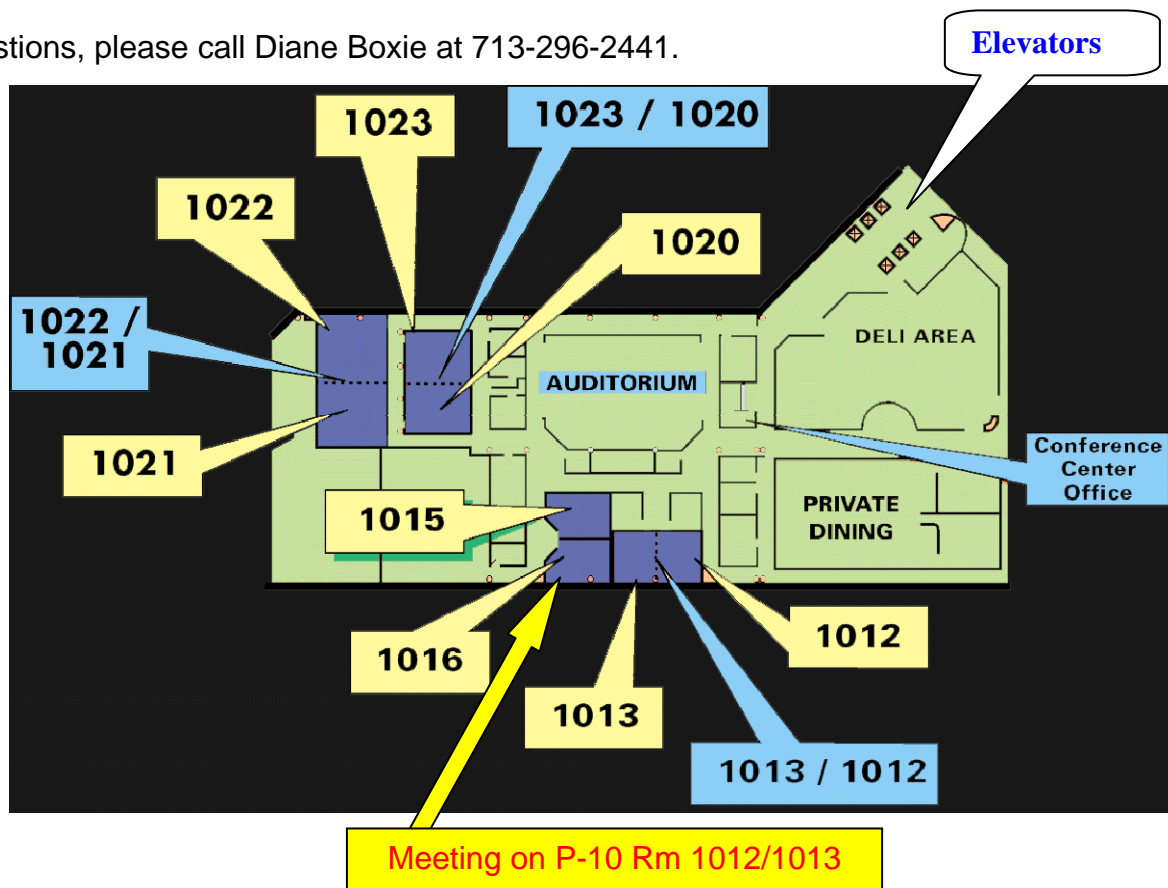 stions, please call Diane Boxie at 713-296-2441.
Elevators
1023
1023 / 1020
1022
1020
1022 /
1021
DELI AREA
AUDITORIUM
1021
Conference
Center
Office
1015
PRIVATE
DINING
1016
1012
1013
1013 / 1012
Meeting on P-10 Rm 1012/1013